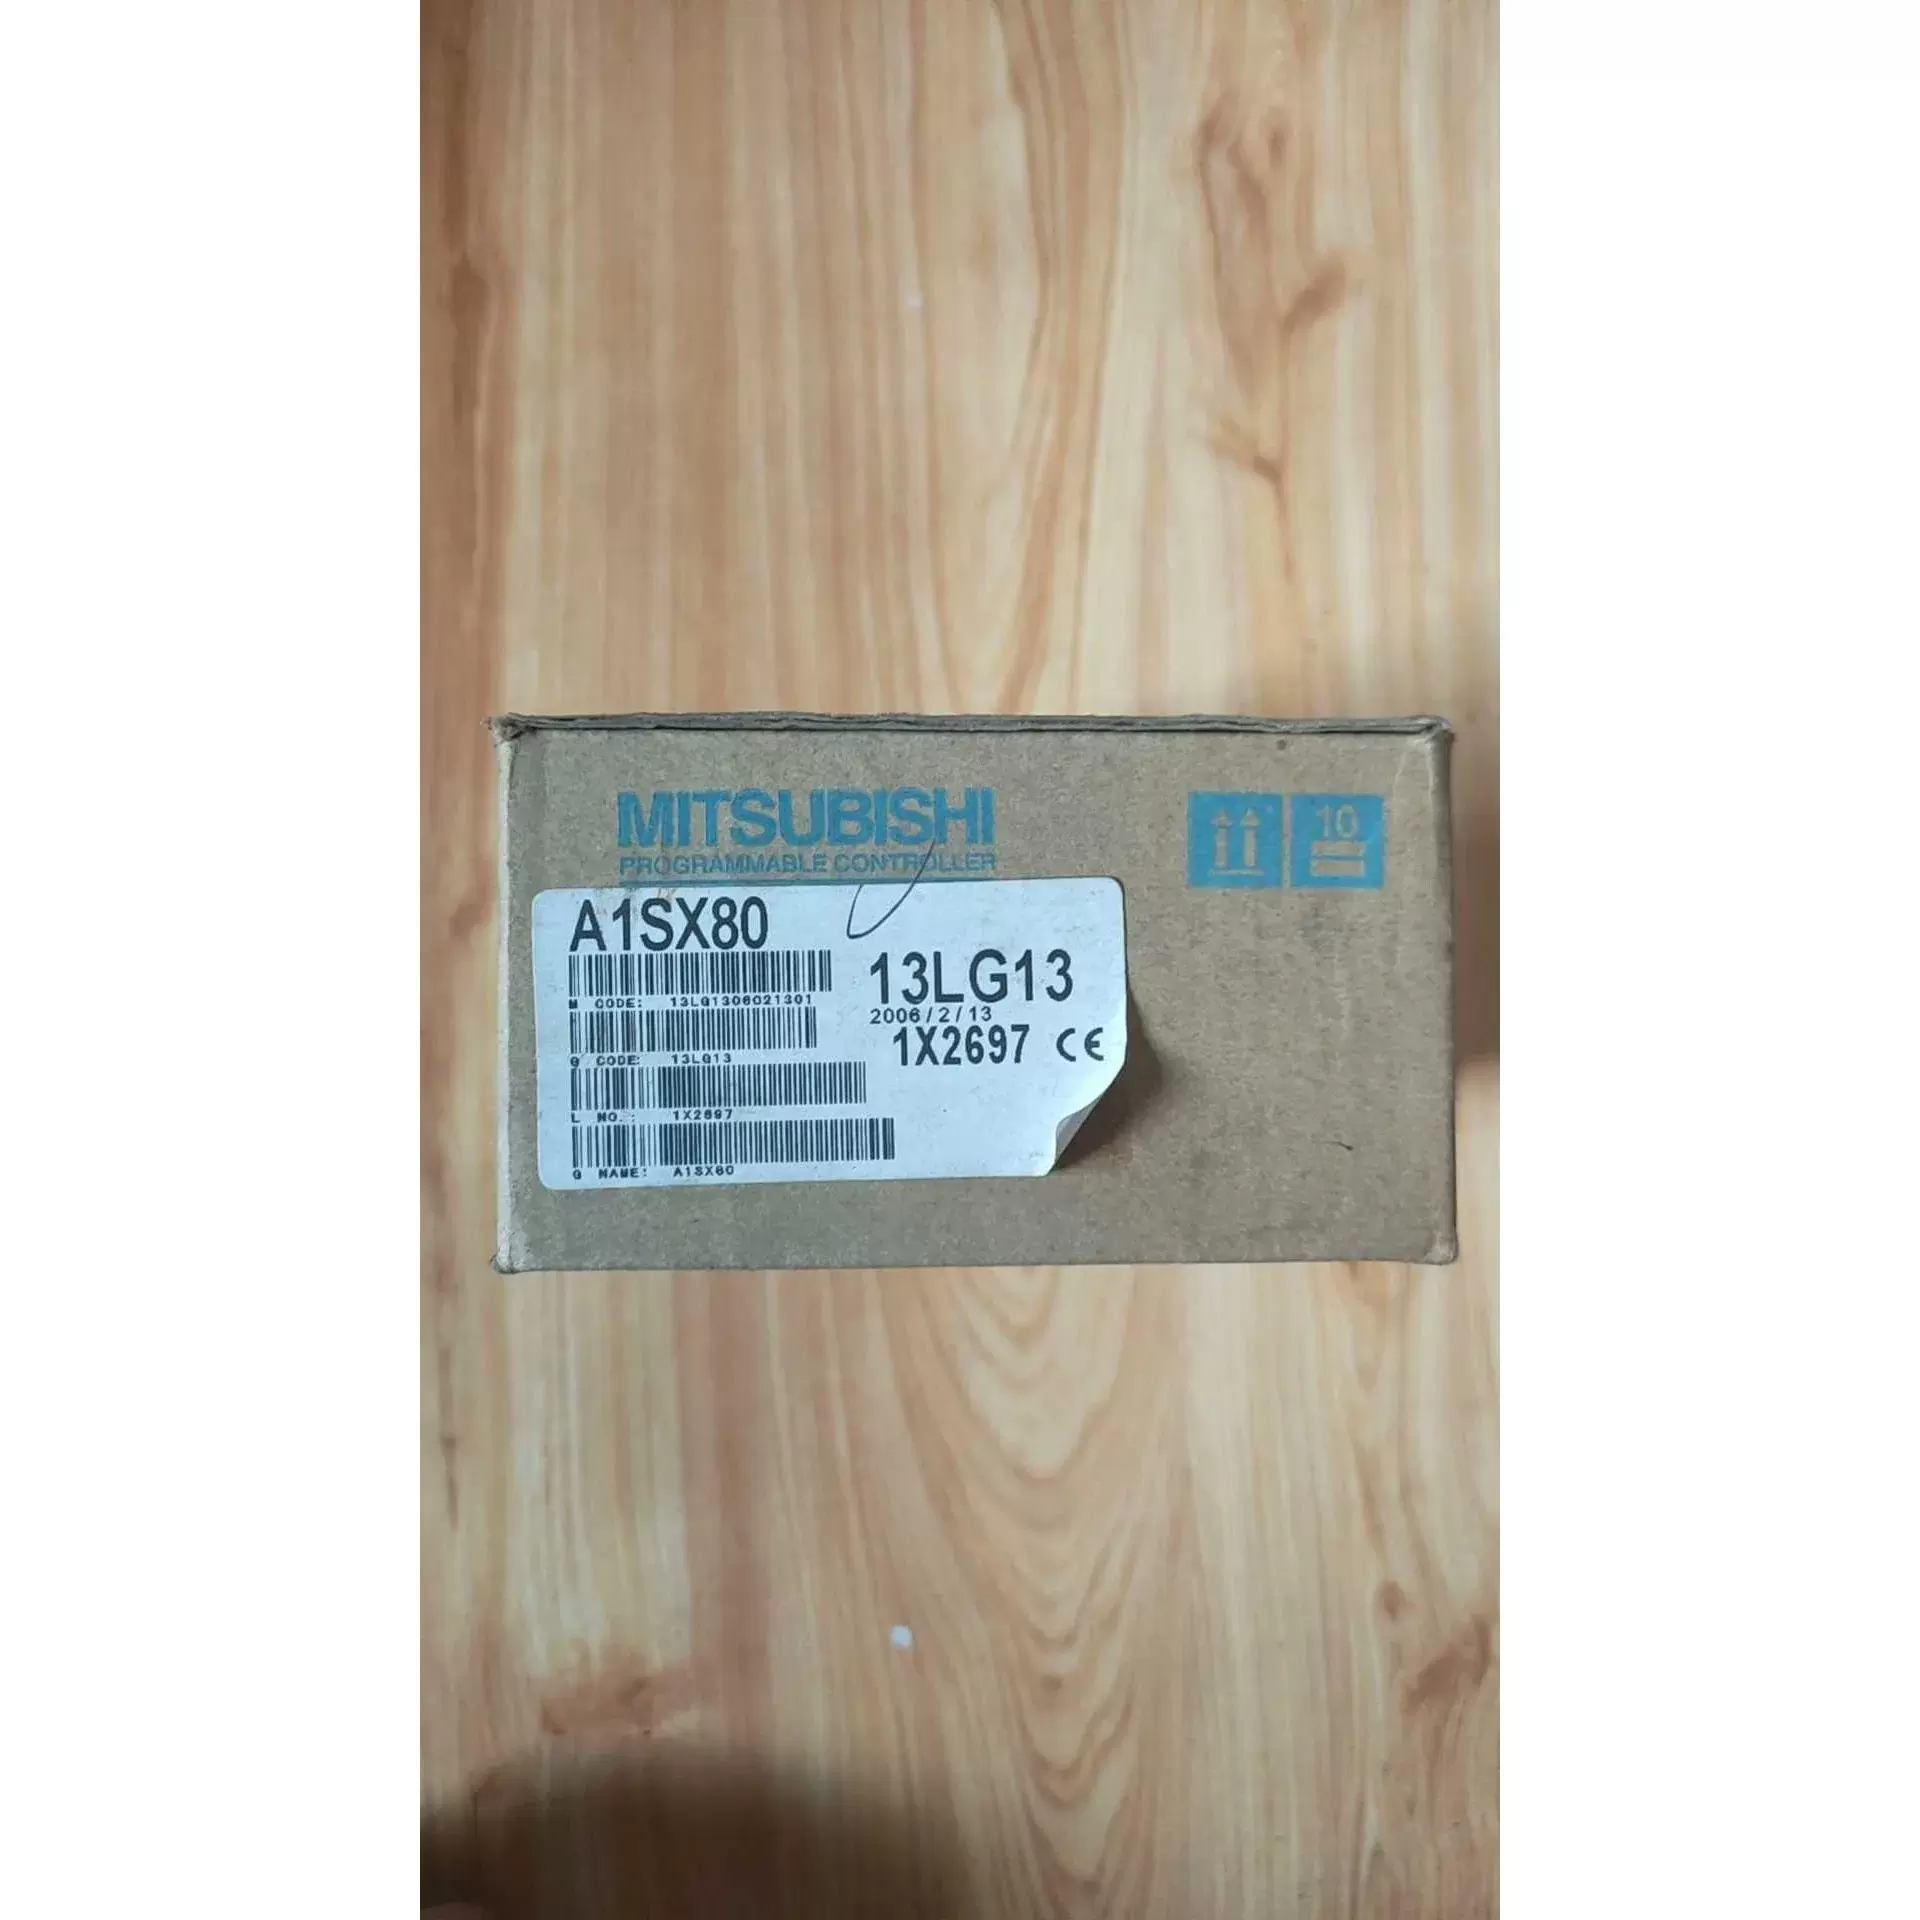 MITSUBISHI
PROGRAMMABLE CONTROLLER
10
A1SX80
13LG13
M CODE: 13LG1306021301
2006/2/13
1X2697 CE
G CODE: 13LG13
L NO.: 1X2697
G NAME: A1SX80